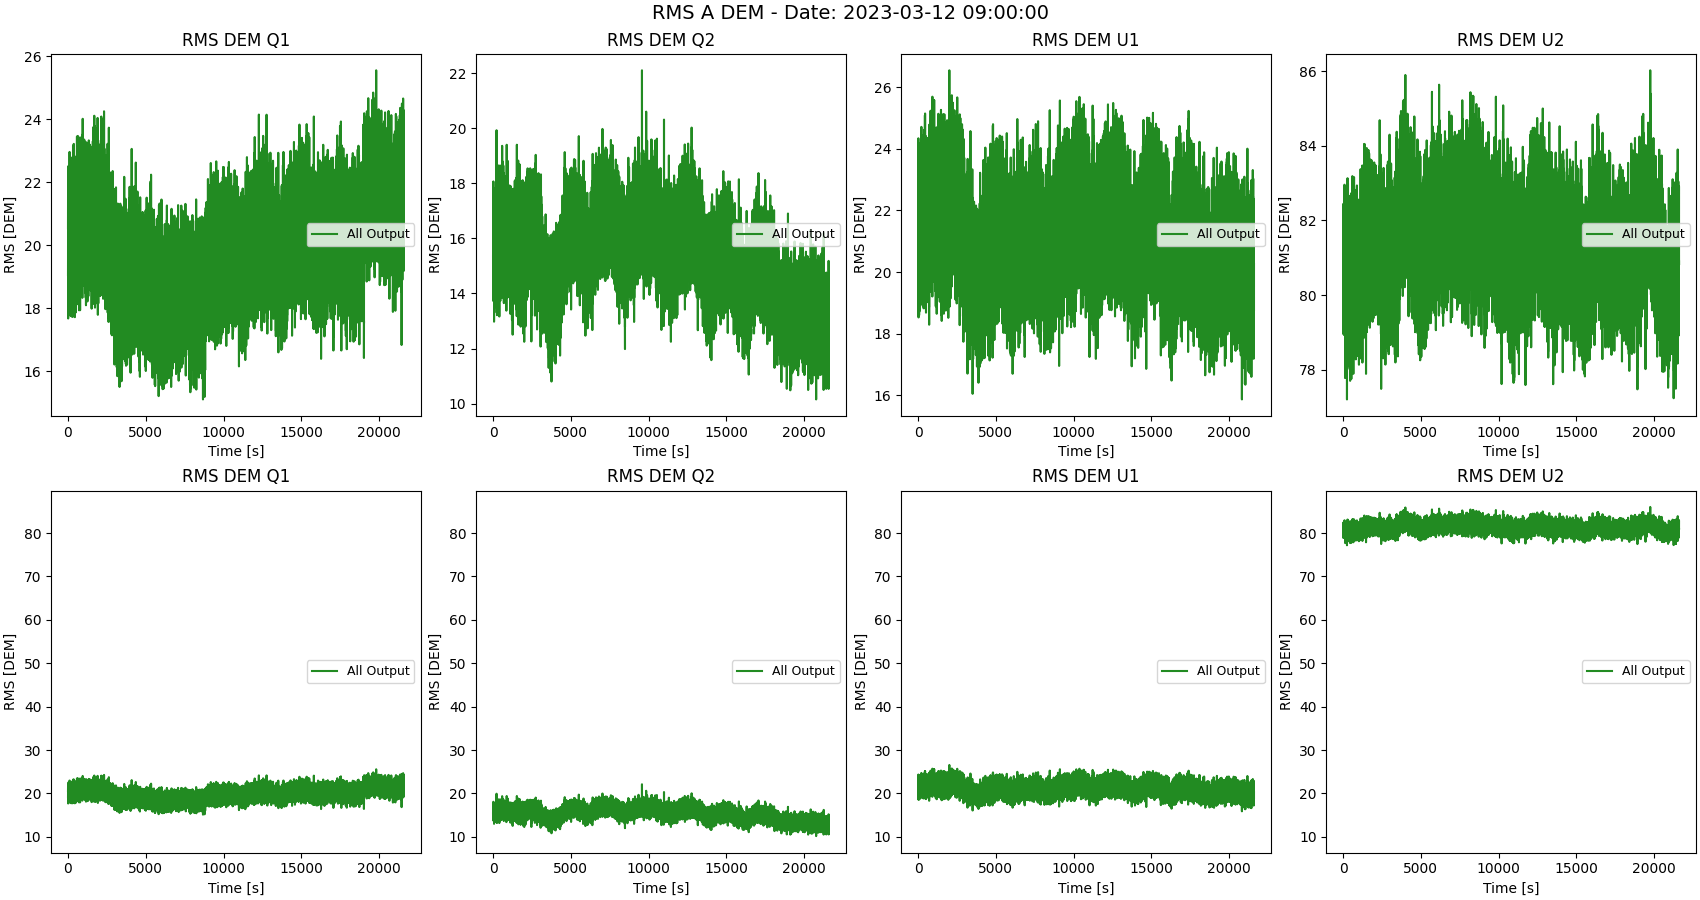 RMS A DEM - Date: 2023-03-12 09:00:00
RMS DEM Q1
RMS [DEM]
26
24
22
20
18
16
All Output
0 5000 10000 15000 20000
Time [s]
RMS DEM Q2
RMS [DEM]
22
20
18
16
14
12
10
All Output
0 5000 10000 15000 20000
Time [s]
RMS DEM U1
RMS [DEM]
26
24
22
20
18
16
All Output
0 5000 10000 15000 20000
Time [s]
RMS DEM U2
RMS [DEM]
86
84
82
80
78
All Output
0 5000 10000 15000 20000
Time [s]
RMS DEM Q1
RMS [DEM]
80
70
60
50
40
30
20
10
All Output
0 5000 10000 15000 20000
Time [s]
RMS DEM Q2
RMS [DEM]
80
70
60
50
40
30
20
10
All Output
0 5000 10000 15000 20000
Time [s]
RMS DEM U1
RMS [DEM]
80
70
60
50
40
30
20
10
All Output
0 5000 10000 15000 20000
Time [s]
RMS DEM U2
RMS [DEM]
80
70
60
50
40
30
20
10
All Output
0 5000 10000 15000 20000
Time [s]